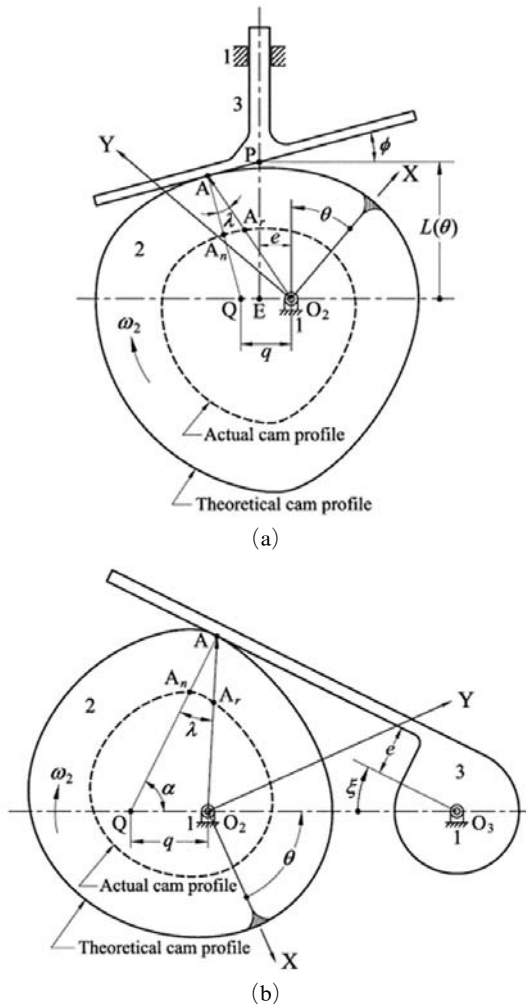 1
3
Y
P
ϕ
A
X
λ
A_r
θ
e
L(θ)
2
A_n
Q
E
O_2
1
ω_2
q
Actual cam profile
Theoretical cam profile
(a)
A
A_n
A_r
Y
2
λ
e
3
ω_2
α
ξ
Q
1
O_2
O_3
q
1
θ
Actual cam profile
Theoretical cam profile
X
(b)